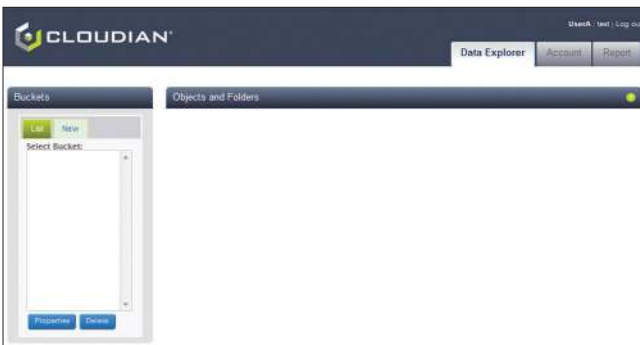 CLOUDIAN®
UserA : test | Log out
Data Explorer Account Report
Buckets
Objects and Folders
List New
Select Bucket:
Properties Delete